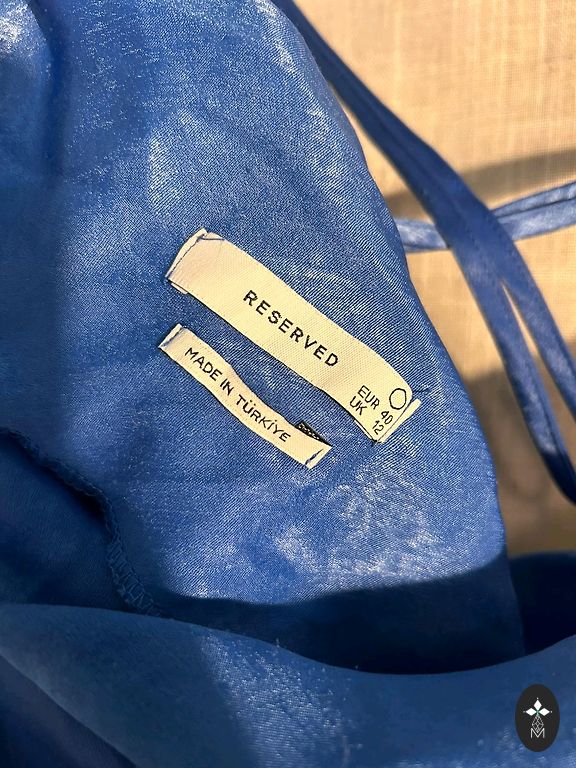 RESERVED
EUR 40
UK 12
MADE IN TÜRKİYE
M